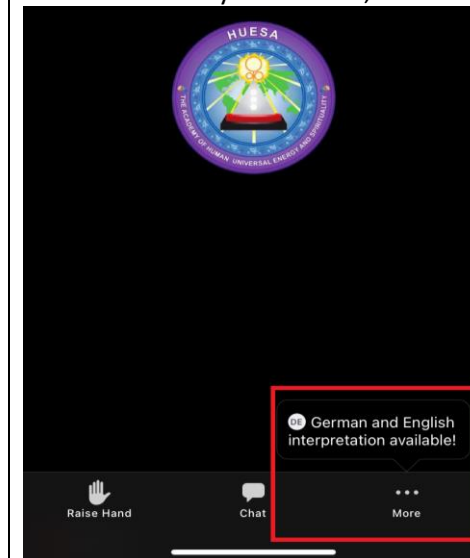 HUESA
THE ACADEMY OF HUMAN UNIVERSAL ENERGY AND SPIRITUALITY
DE German and English
interpretation available!
Raise Hand
Chat
More